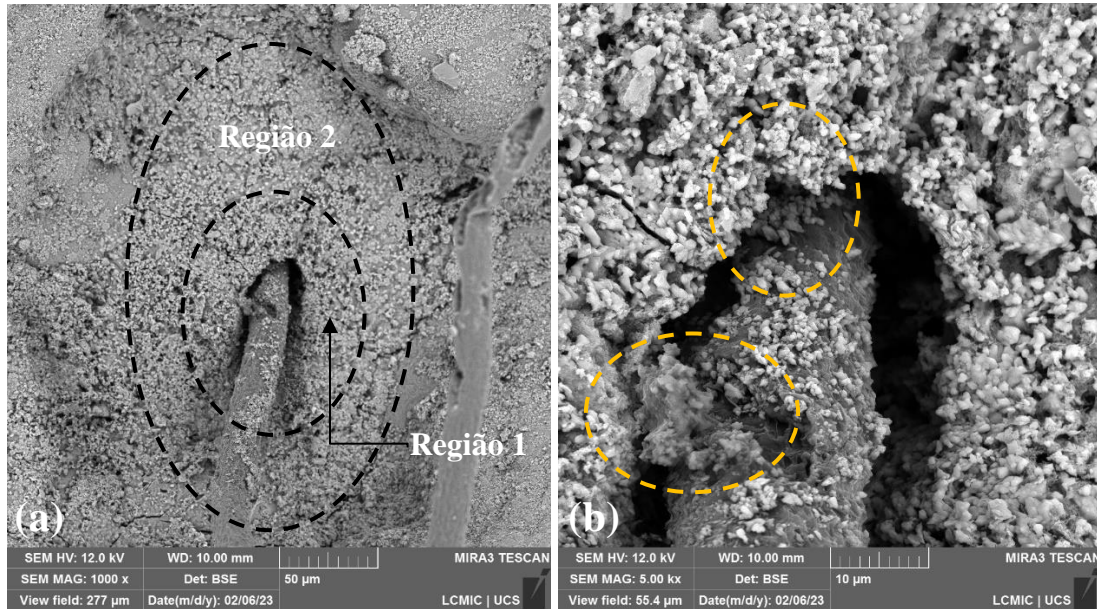 Região 2
Região 1
(a)
SEM HV: 12.0 kV WD: 10.00 mm MIRA3 TESCAN
SEM MAG: 1000 x Det: BSE 50 µm
View field: 277 µm Date(m/d/y): 02/06/23 LCMIC | UCS
(b)
SEM HV: 12.0 kV WD: 10.00 mm MIRA3 TESCAN
SEM MAG: 5.00 kx Det: BSE 10 µm
View field: 55.4 µm Date(m/d/y): 02/06/23 LCMIC | UCS